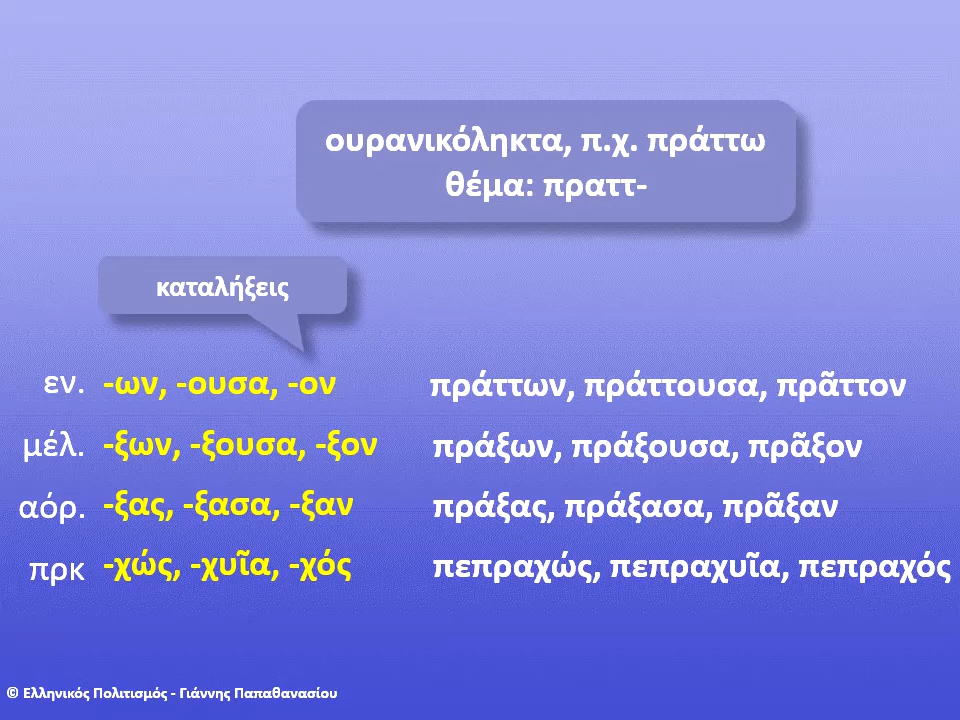 ουρανικόληκτα, π.χ. πράττω
θέμα: πραττ-
καταλήξεις
εν. -ων, -ουσα, -ον πράττων, πράττουσα, πρᾶττον
μέλ. -ξων, -ξουσα, -ξον πράξων, πράξουσα, πρᾶξον
αόρ. -ξας, -ξασα, -ξαν πράξας, πράξασα, πρᾶξαν
πρκ -χώς, -χυῖα, -χός πεπραχώς, πεπραχυῖα, πεπραχός
© Ελληνικός Πολιτισμός - Γιάννης Παπαθανασίου